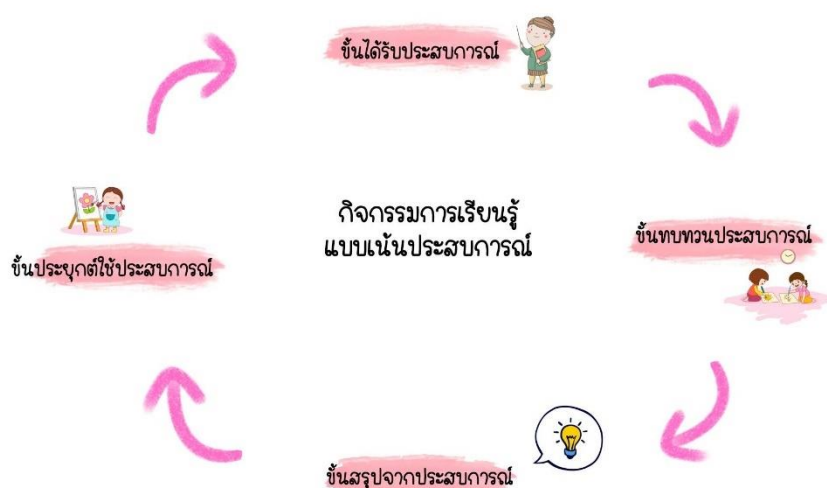 ขั้นได้รับประสบการณ์
กิจกรรมการเรียนรู้
แบบเน้นประสบการณ์
ขั้นทบทวนประสบการณ์
ขั้นประยุกต์ใช้ประสบการณ์
ขั้นสรุปจากประสบการณ์